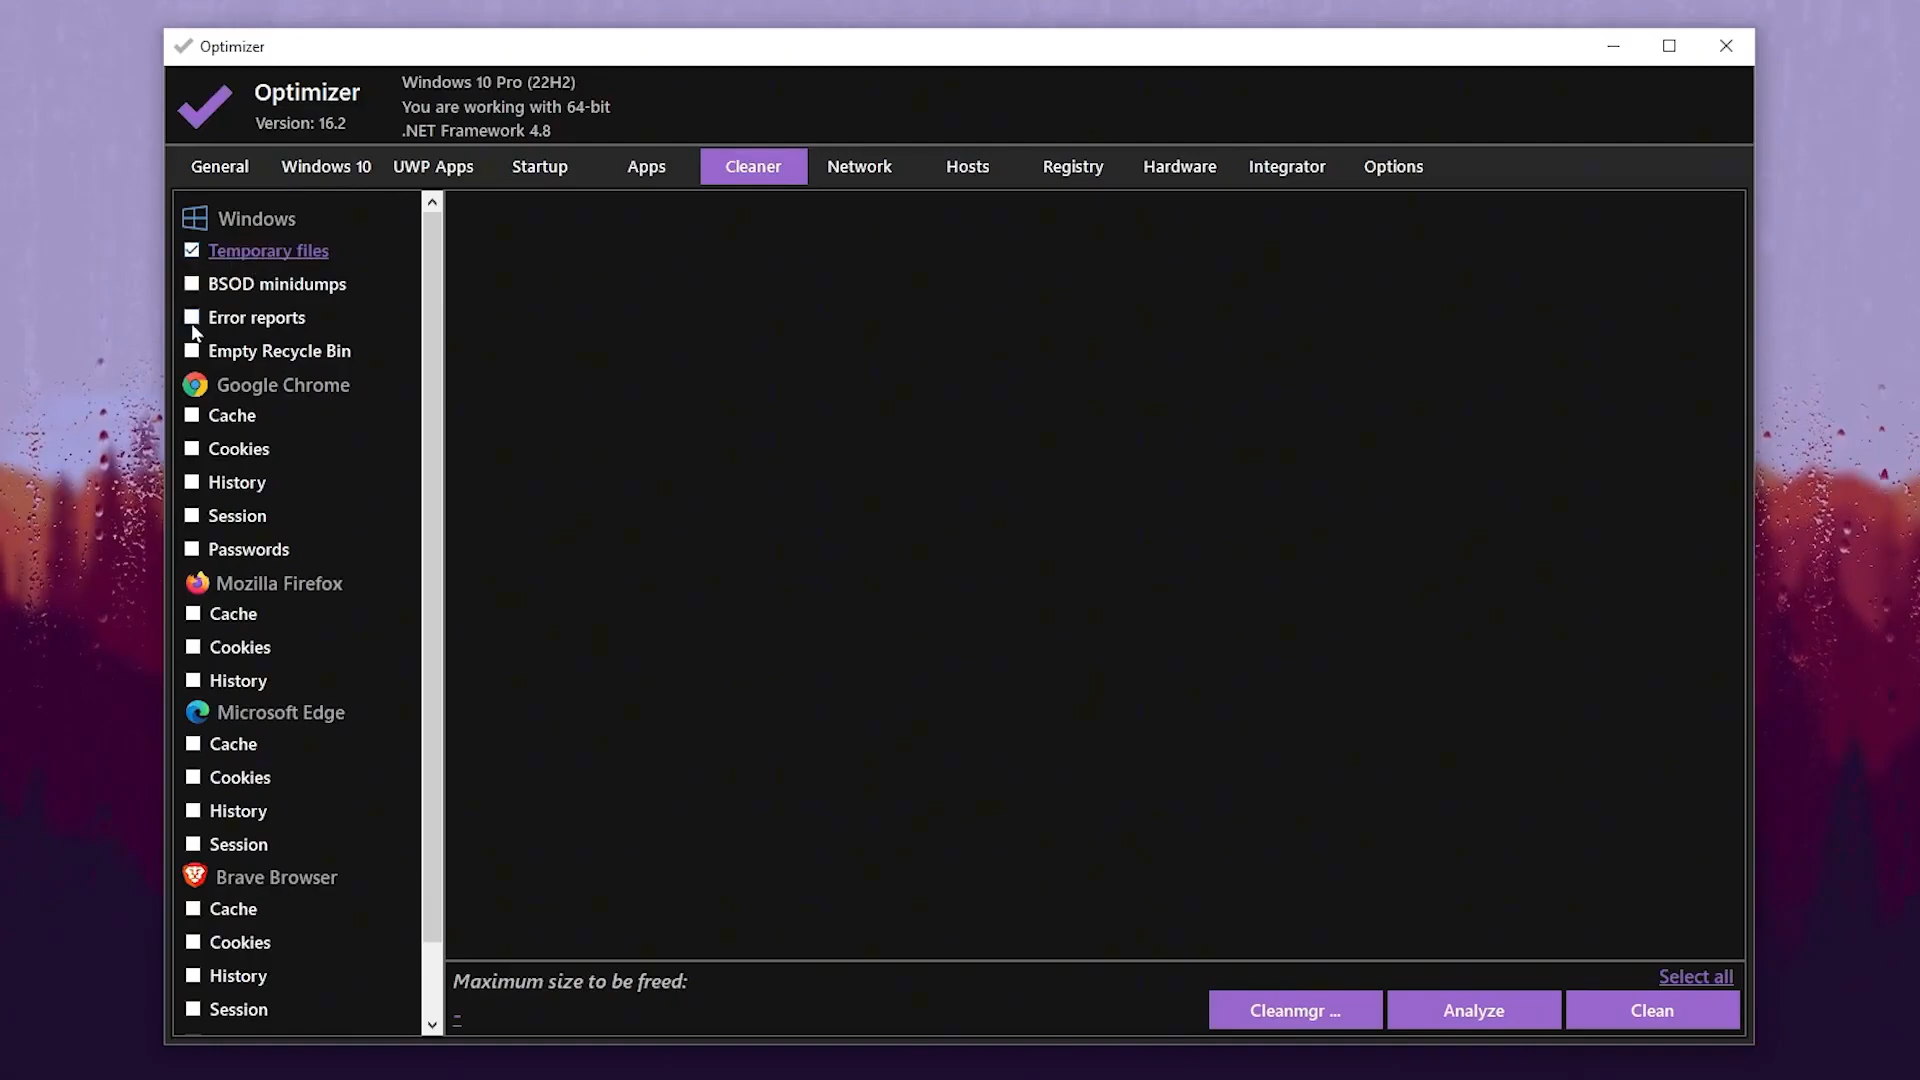 Optimizer
Optimizer
Version: 16.2
Windows 10 Pro (22H2)
You are working with 64-bit
.NET Framework 4.8
General Windows 10 UWP Apps Startup Apps Cleaner Network Hosts Registry Hardware Integrator Options
Windows
Temporary files
BSOD minidumps
Error reports
Empty Recycle Bin
Google Chrome
Cache
Cookies
History
Session
Passwords
Mozilla Firefox
Cache
Cookies
History
Microsoft Edge
Cache
Cookies
History
Session
Brave Browser
Cache
Cookies
History
Session
Maximum size to be freed:
-
Select all
Cleanmgr ... Analyze Clean